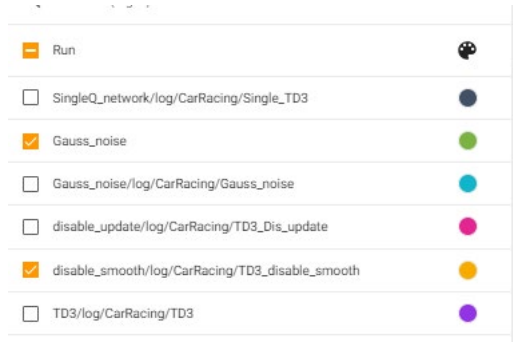 Run
SingleQ_network/log/CarRacing/Single_TD3
Gauss_noise
Gauss_noise/log/CarRacing/Gauss_noise
disable_update/log/CarRacing/TD3_Dis_update
disable_smooth/log/CarRacing/TD3_disable_smooth
TD3/log/CarRacing/TD3